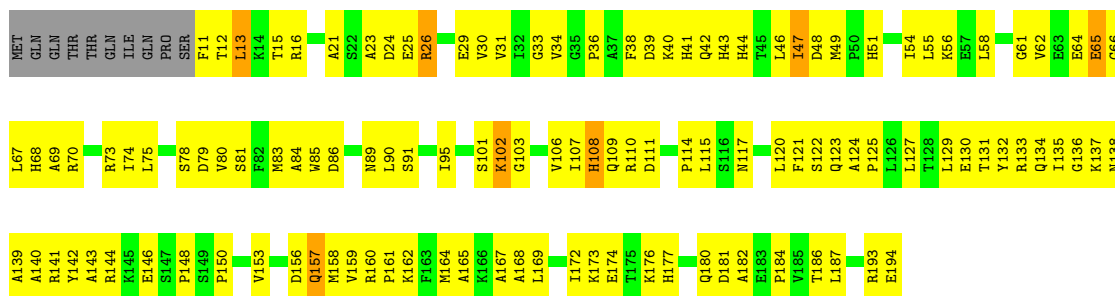 MET GLN GLN THR THR GLN ILE GLN PRO SER F11 T12 L13 K14 T15 R16 A21 S22 A23 D24 E25 R26 E29 V30 V31 I32 G33 V34 G35 P36 A37 F38 D39 K40 H41 Q42 H43 H44 T45 L46 I47 D48 M49 P50 H51 I54 L55 K56 E57 L58 G61 V62 E63 E64 E65 G66
L67 H68 A69 R70 R73 I74 L75 S78 D79 V80 S81 F82 M83 A84 W85 D86 N89 L90 S91 I95 S101 K102 G103 V106 I107 H108 Q109 R110 D111 P114 L115 S116 N117 L120 F121 S122 Q123 A124 P125 L126 L127 T128 L129 E130 T131 Y132 R133 Q134 I135 G136 K137 N138
A139 A140 R141 Y142 A143 R144 K145 E146 S147 P148 S149 P150 V153 D156 Q157 M158 V159 R160 P161 K162 F163 M164 A165 K166 A167 A168 L169 I172 K173 E174 T175 K176 H177 Q180 D181 A182 E183 P184 V185 T186 L187 R193 E194